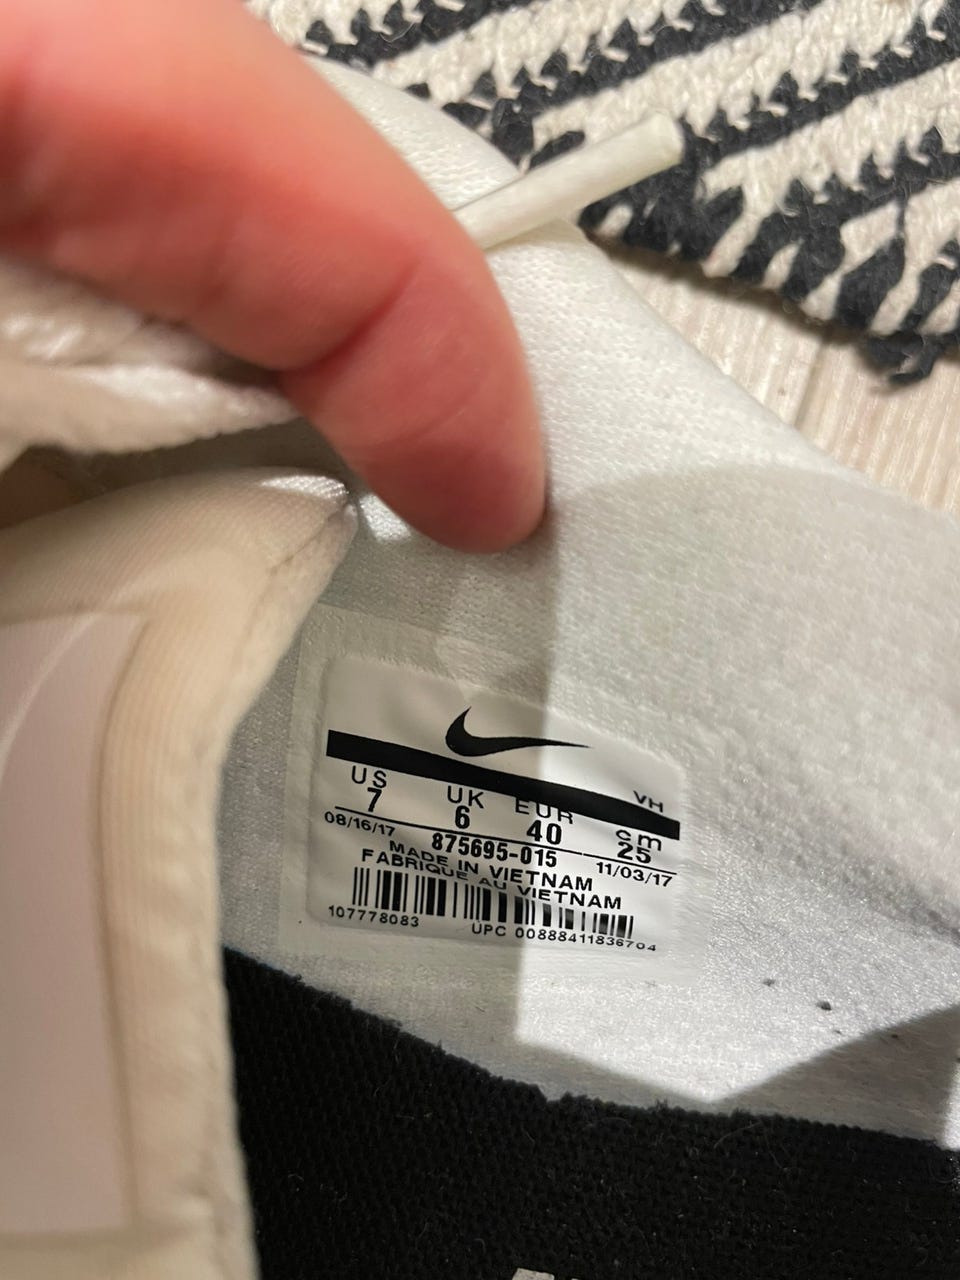 VH
US UK EUR cm
7 6 40 25
08/16/17 875695-015 11/03/17
MADE IN VIETNAM
FABRIQUE AU VIETNAM
107778083 UPC 00888411836704